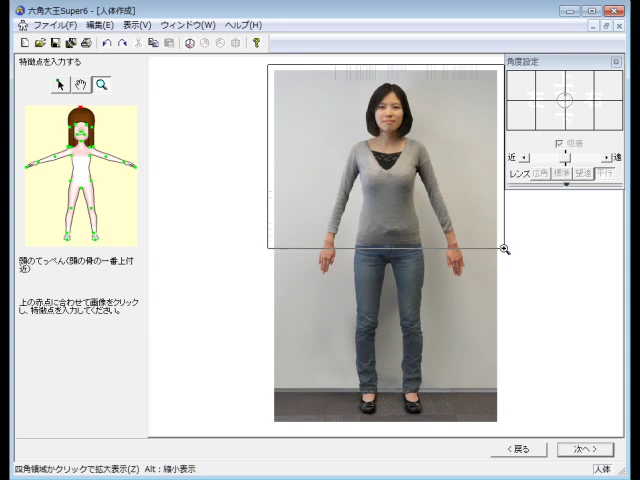 六角大王Super6 - [人体作成]
ファイル(F) 編集(E) 表示(V) ウィンドウ(W) ヘルプ(H)
特徴点を入力する
頭のてっぺん(頭の骨の一番上付
近)
上の赤点に合わせて画像をクリック
し、特徴点を入力してください。
角度設定
吸着
近 遠
レンズ 広角 標準 望遠 平行
< 戻る 次へ >
四角領域かクリックで拡大表示(Z) Alt：縮小表示
人体